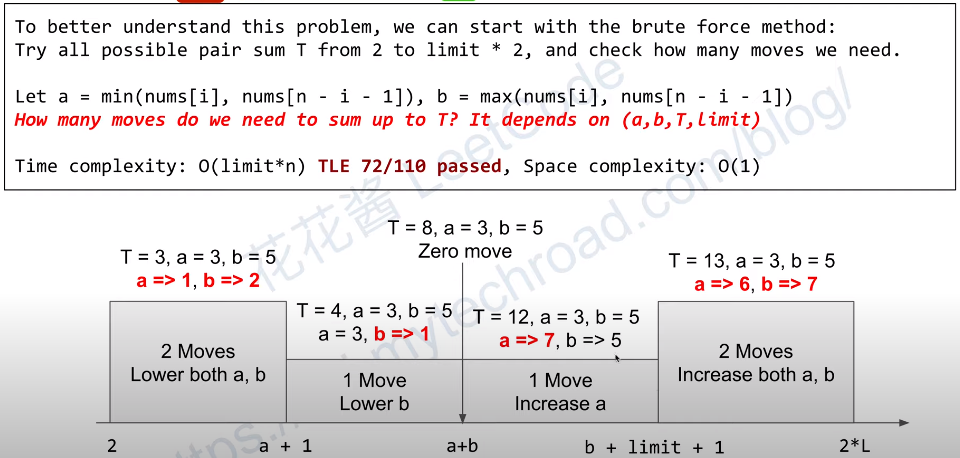 To better understand this problem, we can start with the brute force method:
Try all possible pair sum T from 2 to limit * 2, and check how many moves we need.
Let a = min(nums[i], nums[n - i - 1]), b = max(nums[i], nums[n - i - 1])
How many moves do we need to sum up to T? It depends on (a,b,T,limit)
Time complexity: O(limit*n) TLE 72/110 passed, Space complexity: O(1)
花花酱 LeetCode
mytechroad.com/blog/
T = 8, a = 3, b = 5
Zero move
T = 3, a = 3, b = 5
a => 1, b => 2
T = 13, a = 3, b = 5
a => 6, b => 7
T = 4, a = 3, b = 5
a = 3, b => 1
T = 12, a = 3, b = 5
a => 7, b => 5
2 Moves
Lower both a, b
1 Move
Lower b
1 Move
Increase a
2 Moves
Increase both a, b
2
a + 1
a+b
b + limit + 1
2*L